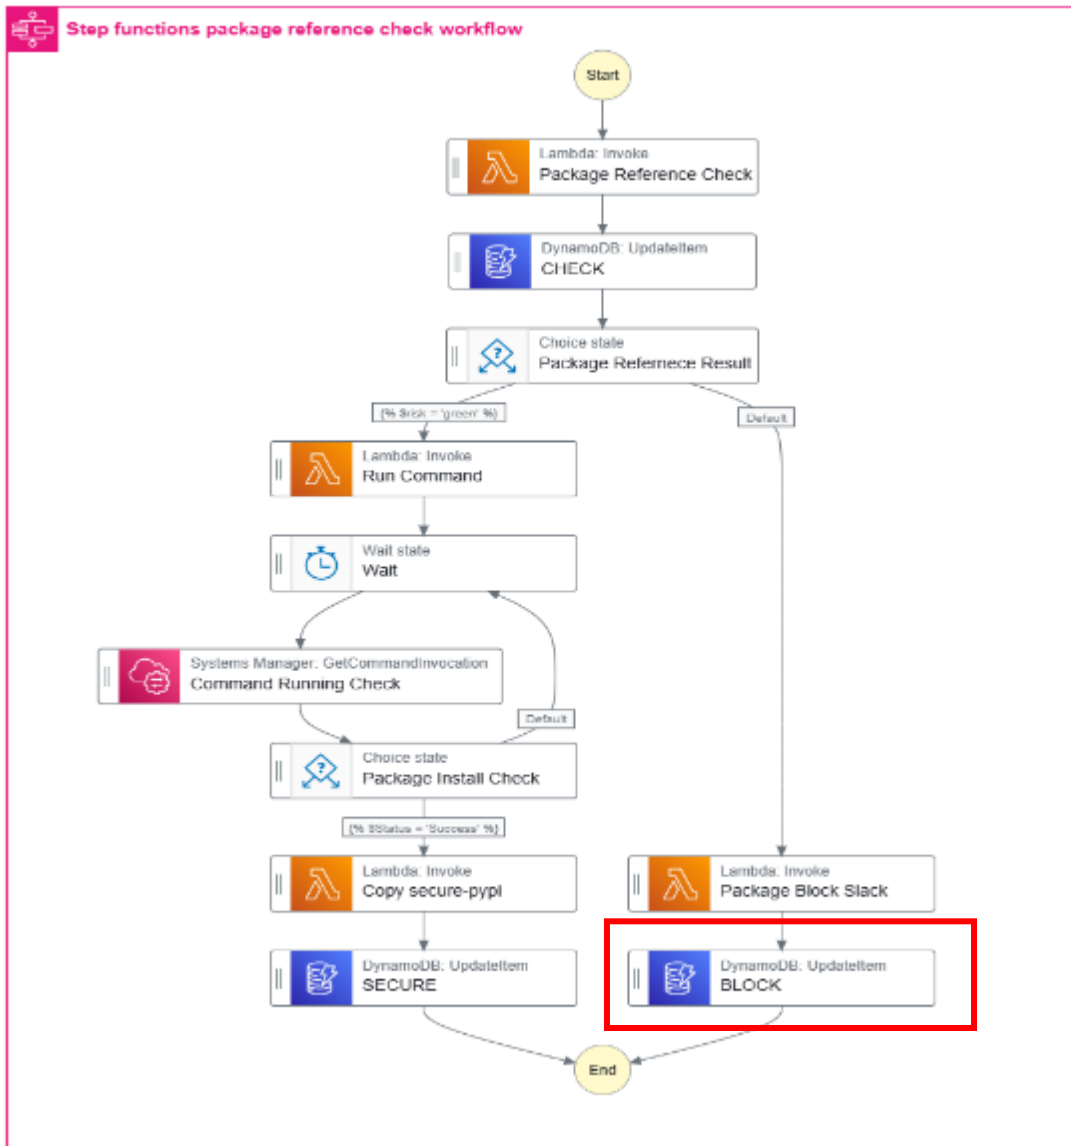 Step functions package reference check workflow
Start
Lambda: Invoke
Package Reference Check
DynamoDB: UpdateItem
CHECK
Choice state
Package Refernece Result
{% $risk = 'green' %}
Default
Lambda: Invoke
Run Command
Wait state
Wait
Systems Manager: GetCommandInvocation
Command Running Check
Default
Choice state
Package Install Check
{% $Status = 'Success' %}
Lambda: Invoke
Copy secure-pypi
Lambda: Invoke
Package Block Slack
DynamoDB: UpdateItem
SECURE
DynamoDB: UpdateItem
BLOCK
End